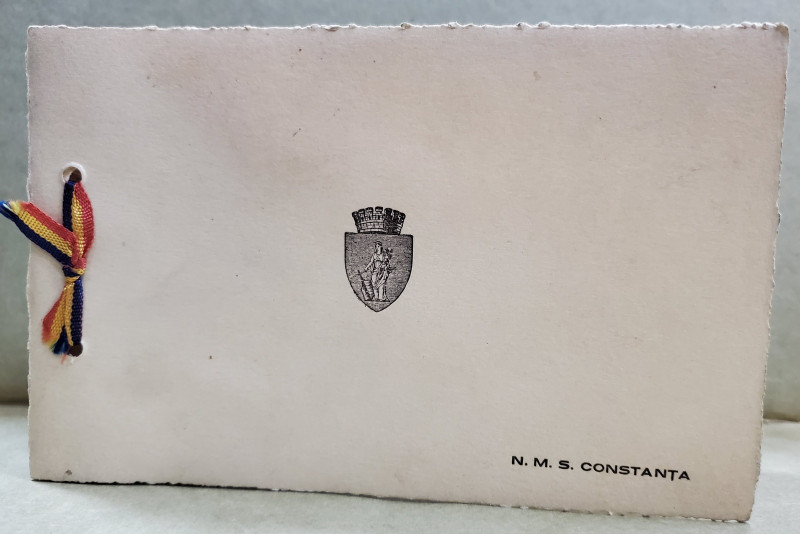 N. M. S. CONSTANȚA